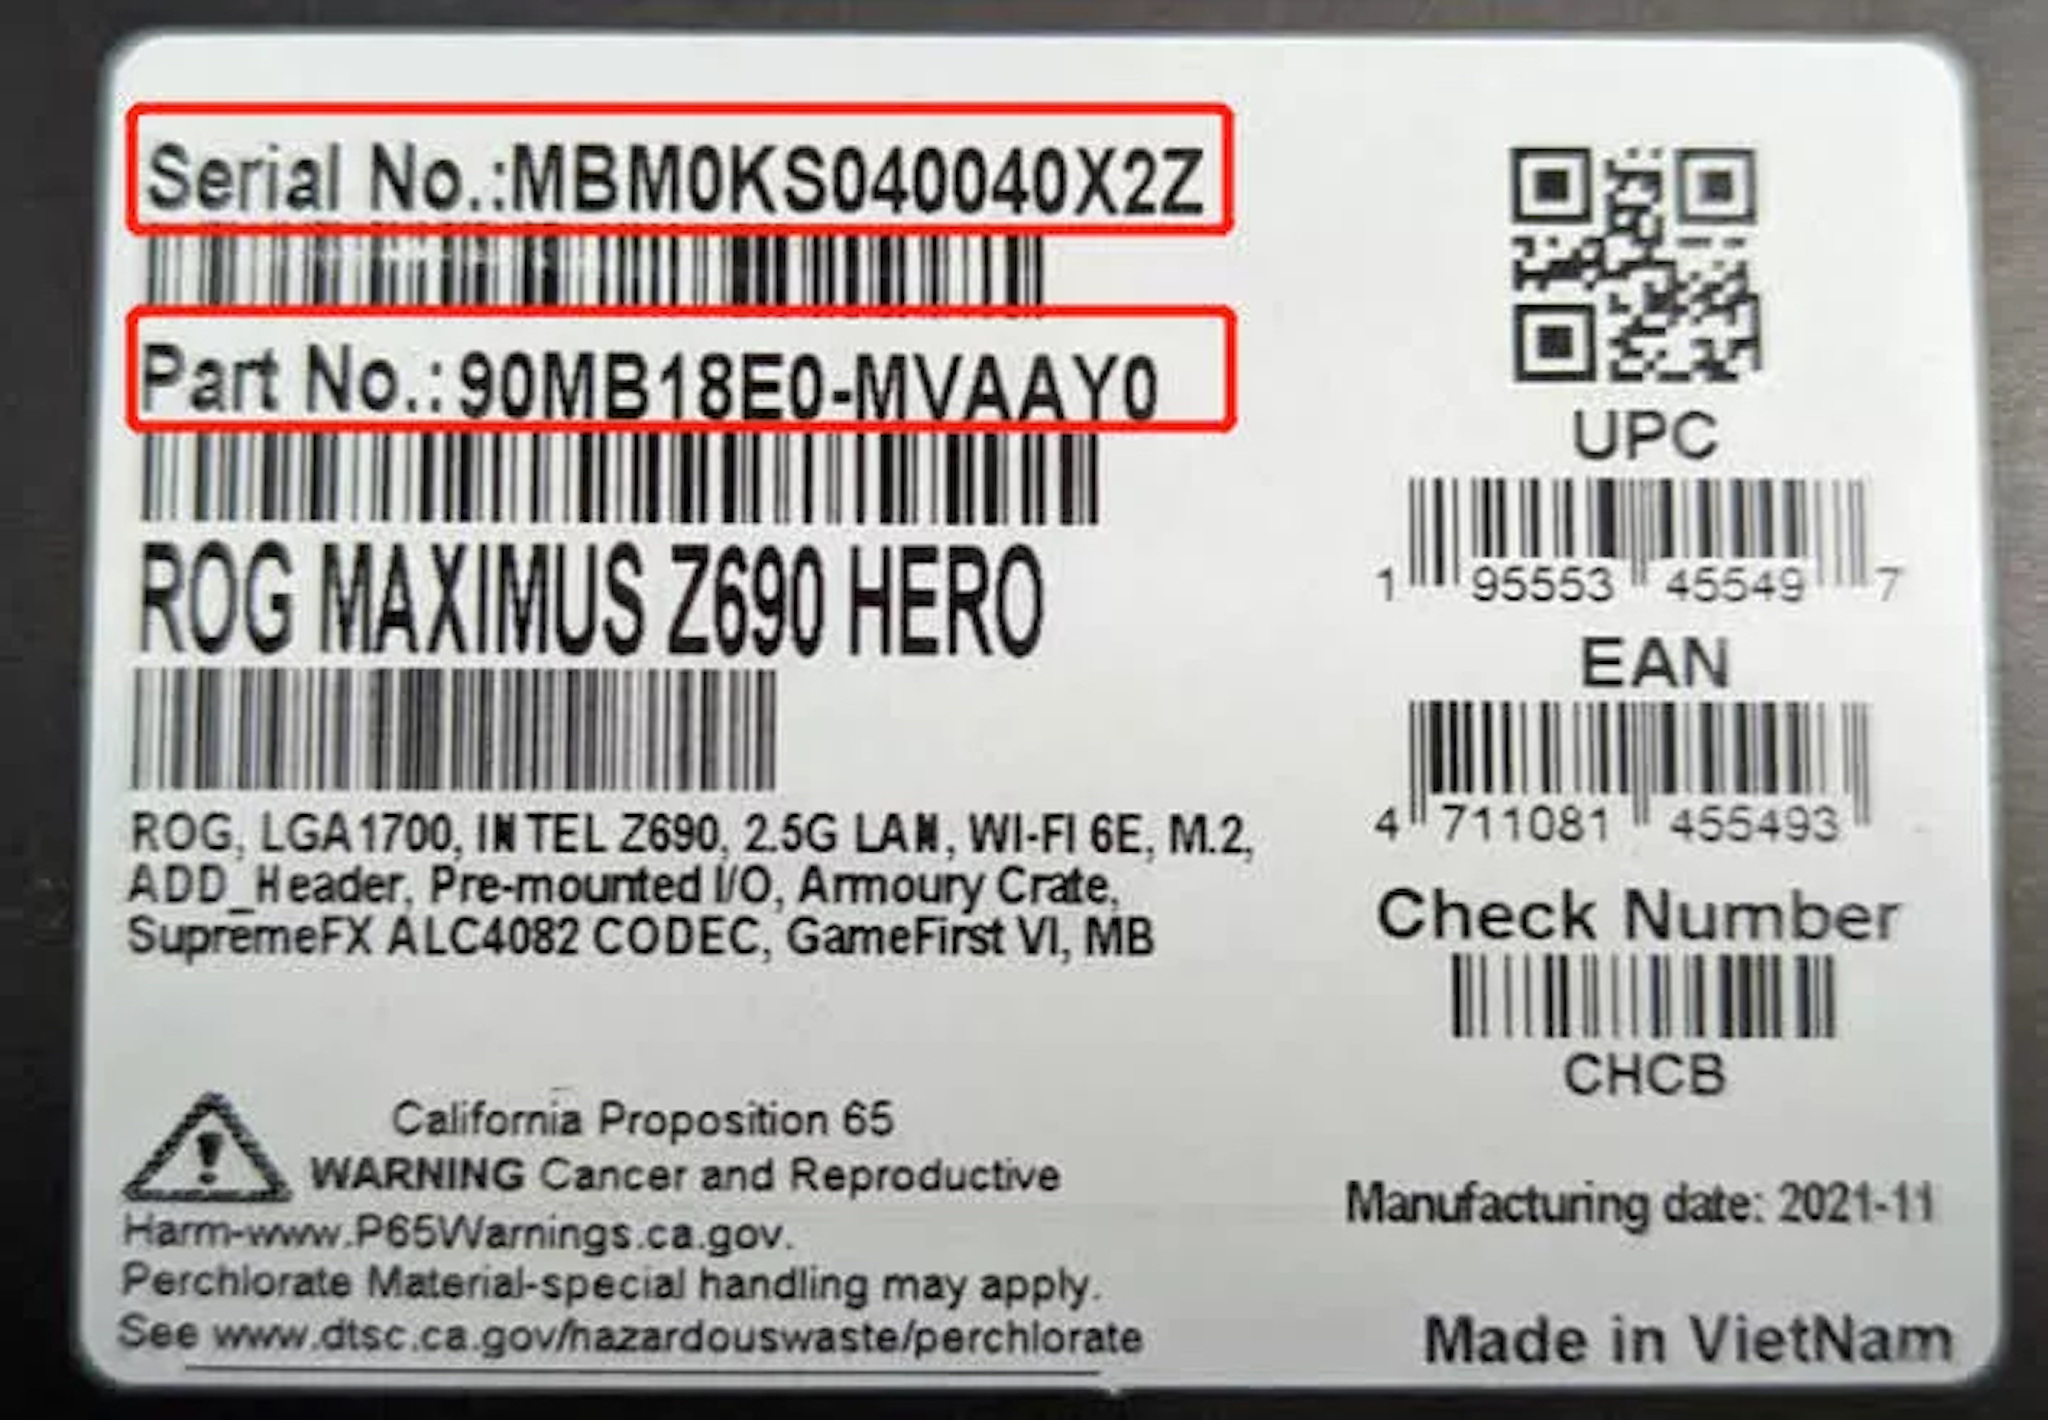 Serial No.:MBM0KS040040X2Z
Part No.: 90MB18E0-MVAAY0
ROG MAXIMUS Z690 HERO
ROG, LGA1700, INTEL Z690, 2.5G LAN, WI-FI 6E, M.2,
ADD_Header, Pre-mounted I/O, Armoury Crate,
SupremeFX ALC4082 CODEC, GameFirst VI, MB
California Proposition 65
WARNING Cancer and Reproductive
Harm-www.P65Warnings.ca.gov.
Perchlorate Material-special handling may apply.
See www.dtsc.ca.gov/hazardouswaste/perchlorate
UPC
1 95553 45549 7
EAN
4 711081 455493
Check Number
CHCB
Manufacturing date: 2021-11
Made in VietNam